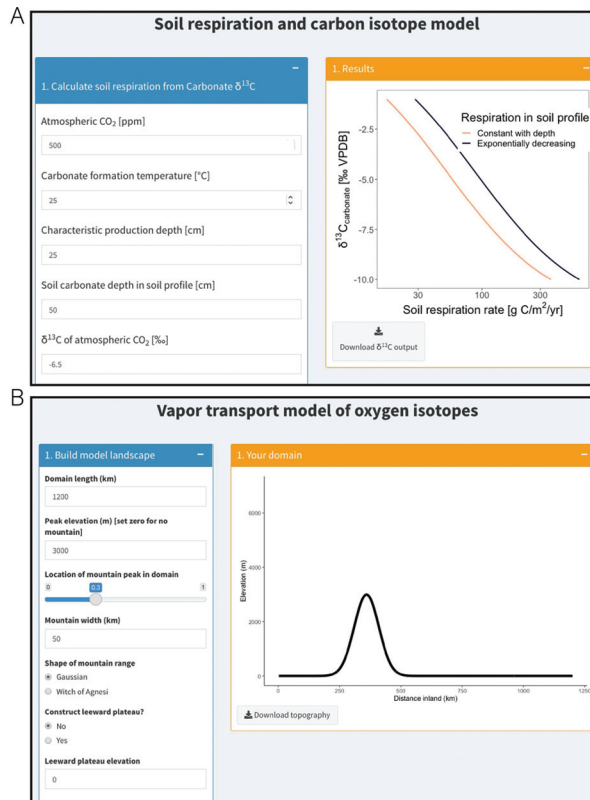 A
Soil respiration and carbon isotope model
1. Calculate soil respiration from Carbonate δ¹³C
Atmospheric CO₂ [ppm]
500
Carbonate formation temperature [°C]
25
Characteristic production depth [cm]
25
Soil carbonate depth in soil profile [cm]
50
δ¹³C of atmospheric CO₂ [‰]
-6.5
1. Results
Respiration in soil profile
Constant with depth
Exponentially decreasing
δ¹³C carbonate [‰ VPDB]
-2.5
-5.0
-7.5
-10.0
30
100
300
Soil respiration rate [g C/m²/yr]
Download δ¹³C output
B
Vapor transport model of oxygen isotopes
1. Build model landscape
Domain length (km)
1200
Peak elevation (m) [set zero for no
mountain]
3000
Location of mountain peak in domain
0
0.3
1
Mountain width (km)
50
Shape of mountain range
Gaussian
Witch of Agnesi
Construct leeward plateau?
No
Yes
Leeward plateau elevation
0
1. Your domain
Elevation (m)
6000
4000
2000
0
0
250
500
750
1000
1250
Distance inland (km)
Download topography